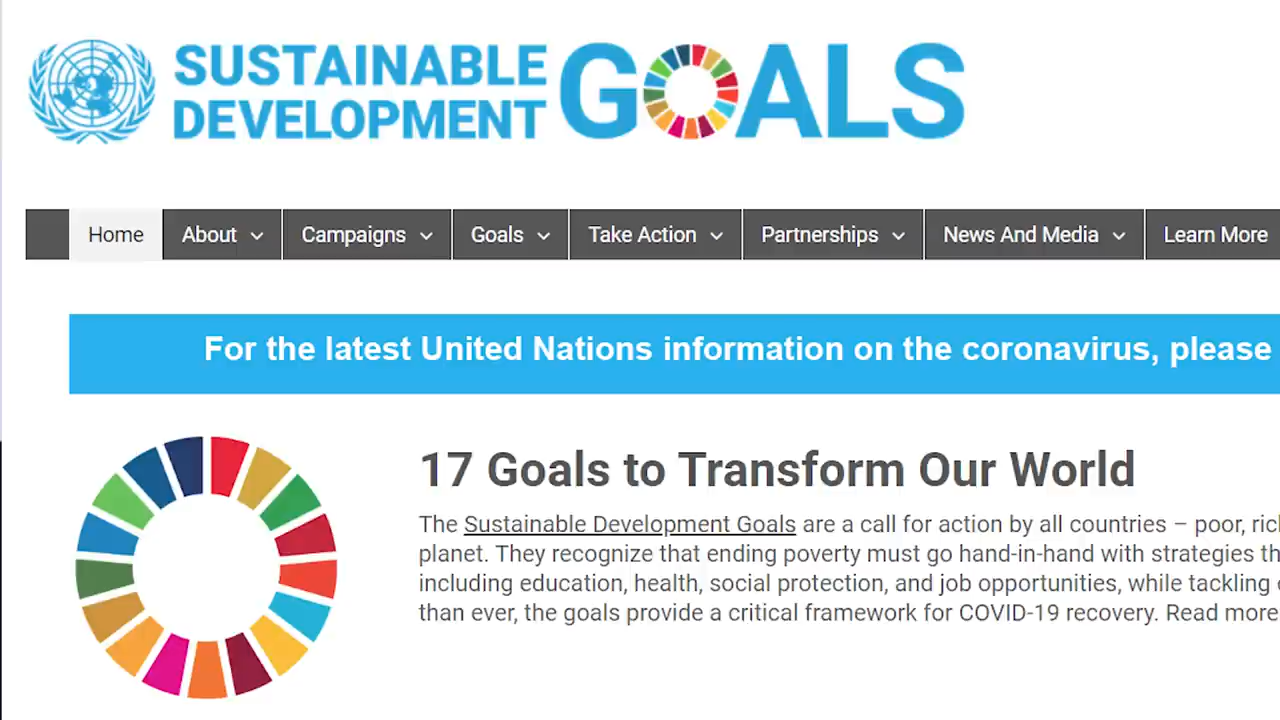 SUSTAINABLE
DEVELOPMENT GOALS
Home About Campaigns Goals Take Action Partnerships News And Media Learn More
For the latest United Nations information on the coronavirus, please
17 Goals to Transform Our World
The Sustainable Development Goals are a call for action by all countries – poor,
planet. They recognize that ending poverty must go hand-in-hand with strategies
including education, health, social protection, and job opportunities, while tackling
than ever, the goals provide a critical framework for COVID-19 recovery. Read more